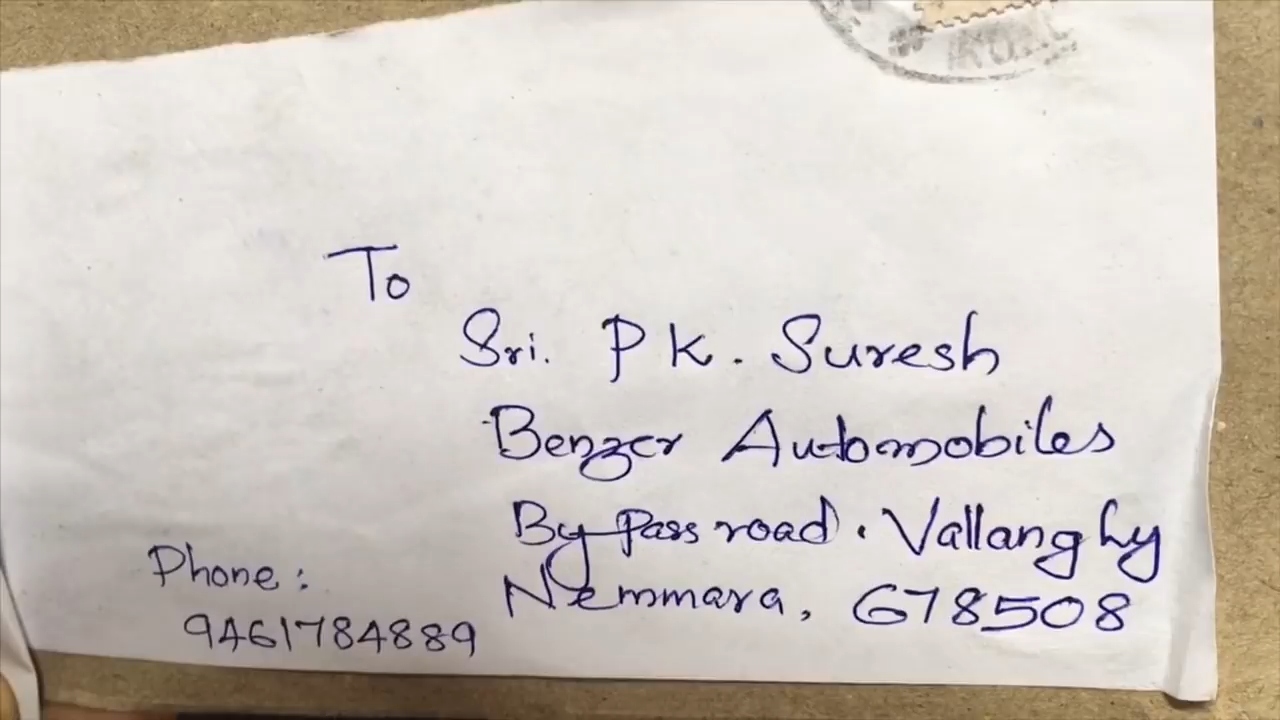 To
Sri. P K. Suresh
Benzer Automobiles
By pass road. Vallanghy
Nemmara, 678508
Phone:
9461784889